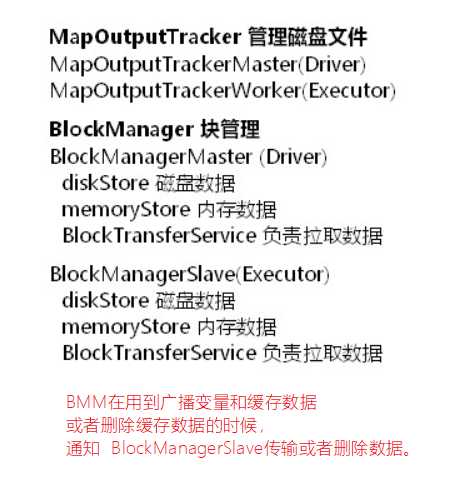 MapOutputTracker 管理磁盘文件
MapOutputTrackerMaster(Driver)
MapOutputTrackerWorker(Executor)
BlockManager 块管理
BlockManagerMaster (Driver)
diskStore 磁盘数据
memoryStore 内存数据
BlockTransferService 负责拉取数据
BlockManagerSlave(Executor)
diskStore 磁盘数据
memoryStore 内存数据
BlockTransferService 负责拉取数据
BMM在用到广播变量和缓存数据
或者删除缓存数据的时候，
通知 BlockManagerSlave传输或者删除数据。